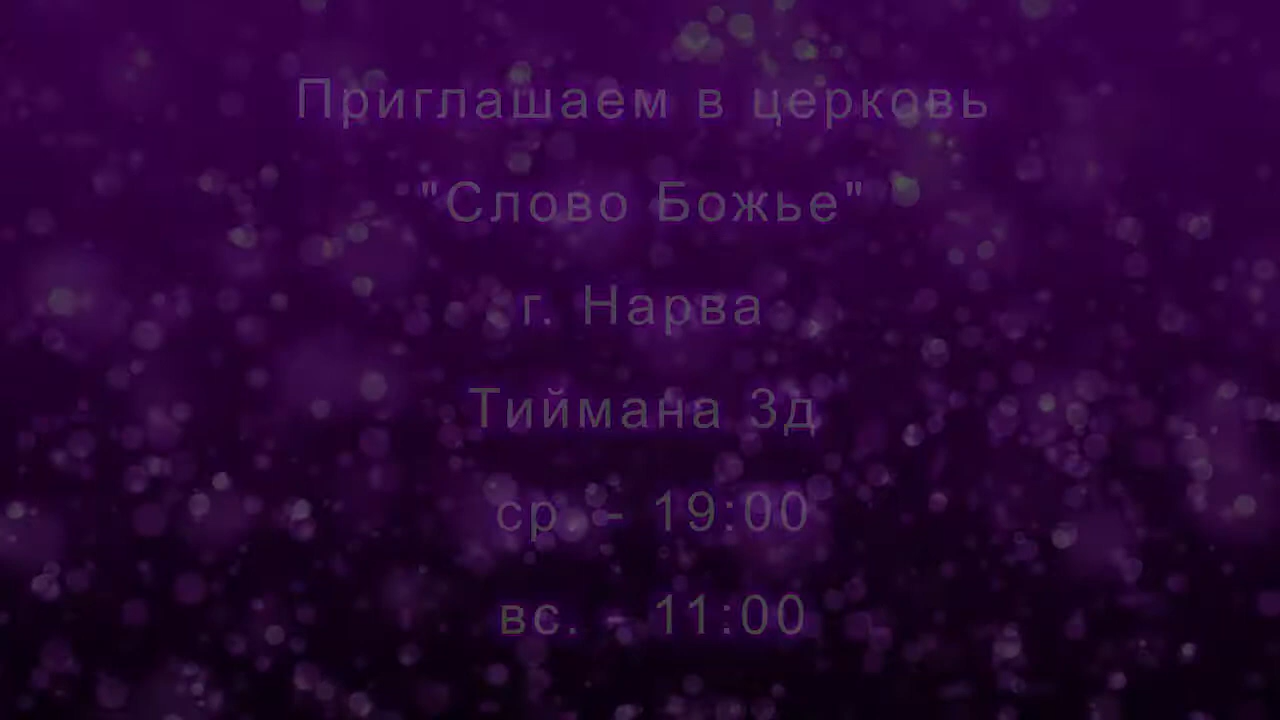 Приглашаем в церковь
"Слово Божье"
г. Нарва
Тиймана 3д
ср - 19:00
вс. - 11:00